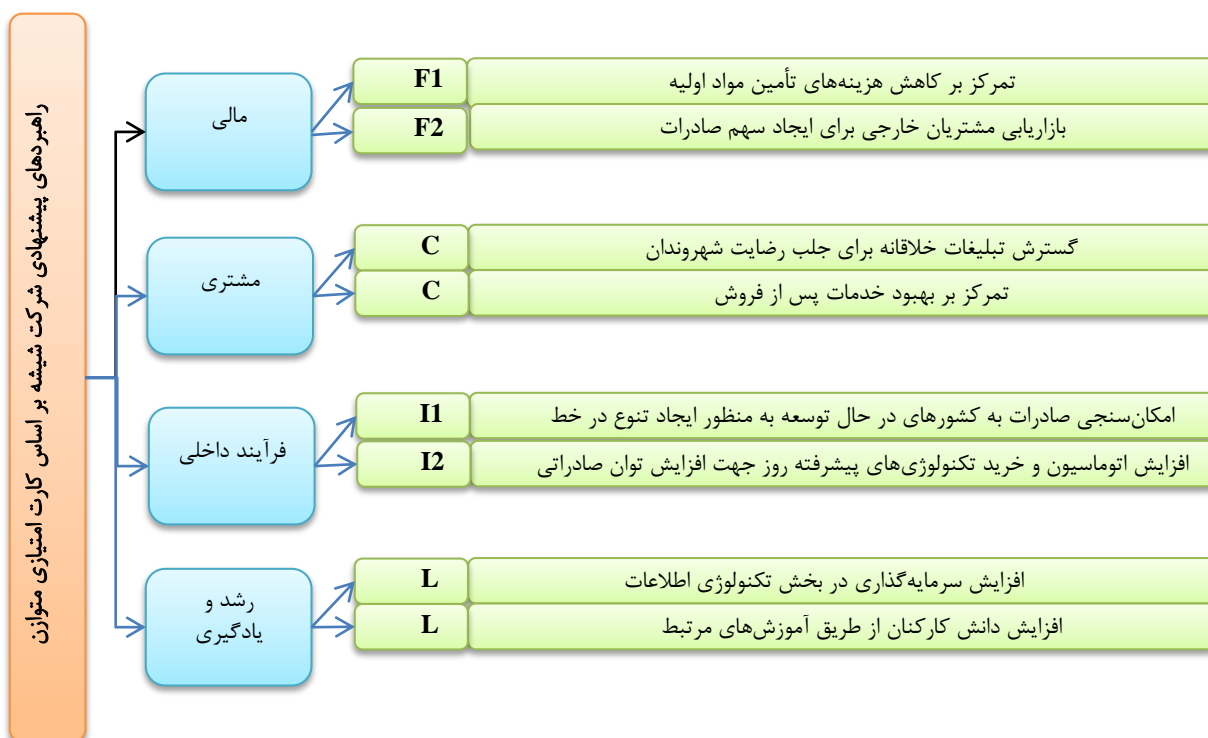 راهبردهای پیشنهادی شرکت شیشه بر اساس کارت امتیازی متوازن
مالی
F1
تمرکز بر کاهش هزینه‌های تأمین مواد اولیه
F2
بازاریابی مشتریان خارجی برای ایجاد سهم صادرات
مشتری
C
گسترش تبلیغات خلاقانه برای جلب رضایت شهروندان
C
تمرکز بر بهبود خدمات پس از فروش
فرآیند داخلی
I1
امکان‌سنجی صادرات به کشورهای در حال توسعه به منظور ایجاد تنوع در خط
I2
افزایش اتوماسیون و خرید تکنولوژی‌های پیشرفته روز جهت افزایش توان صادراتی
رشد و
یادگیری
L
افزایش سرمایه‌گذاری در بخش تکنولوژی اطلاعات
L
افزایش دانش کارکنان از طریق آموزش‌های مرتبط